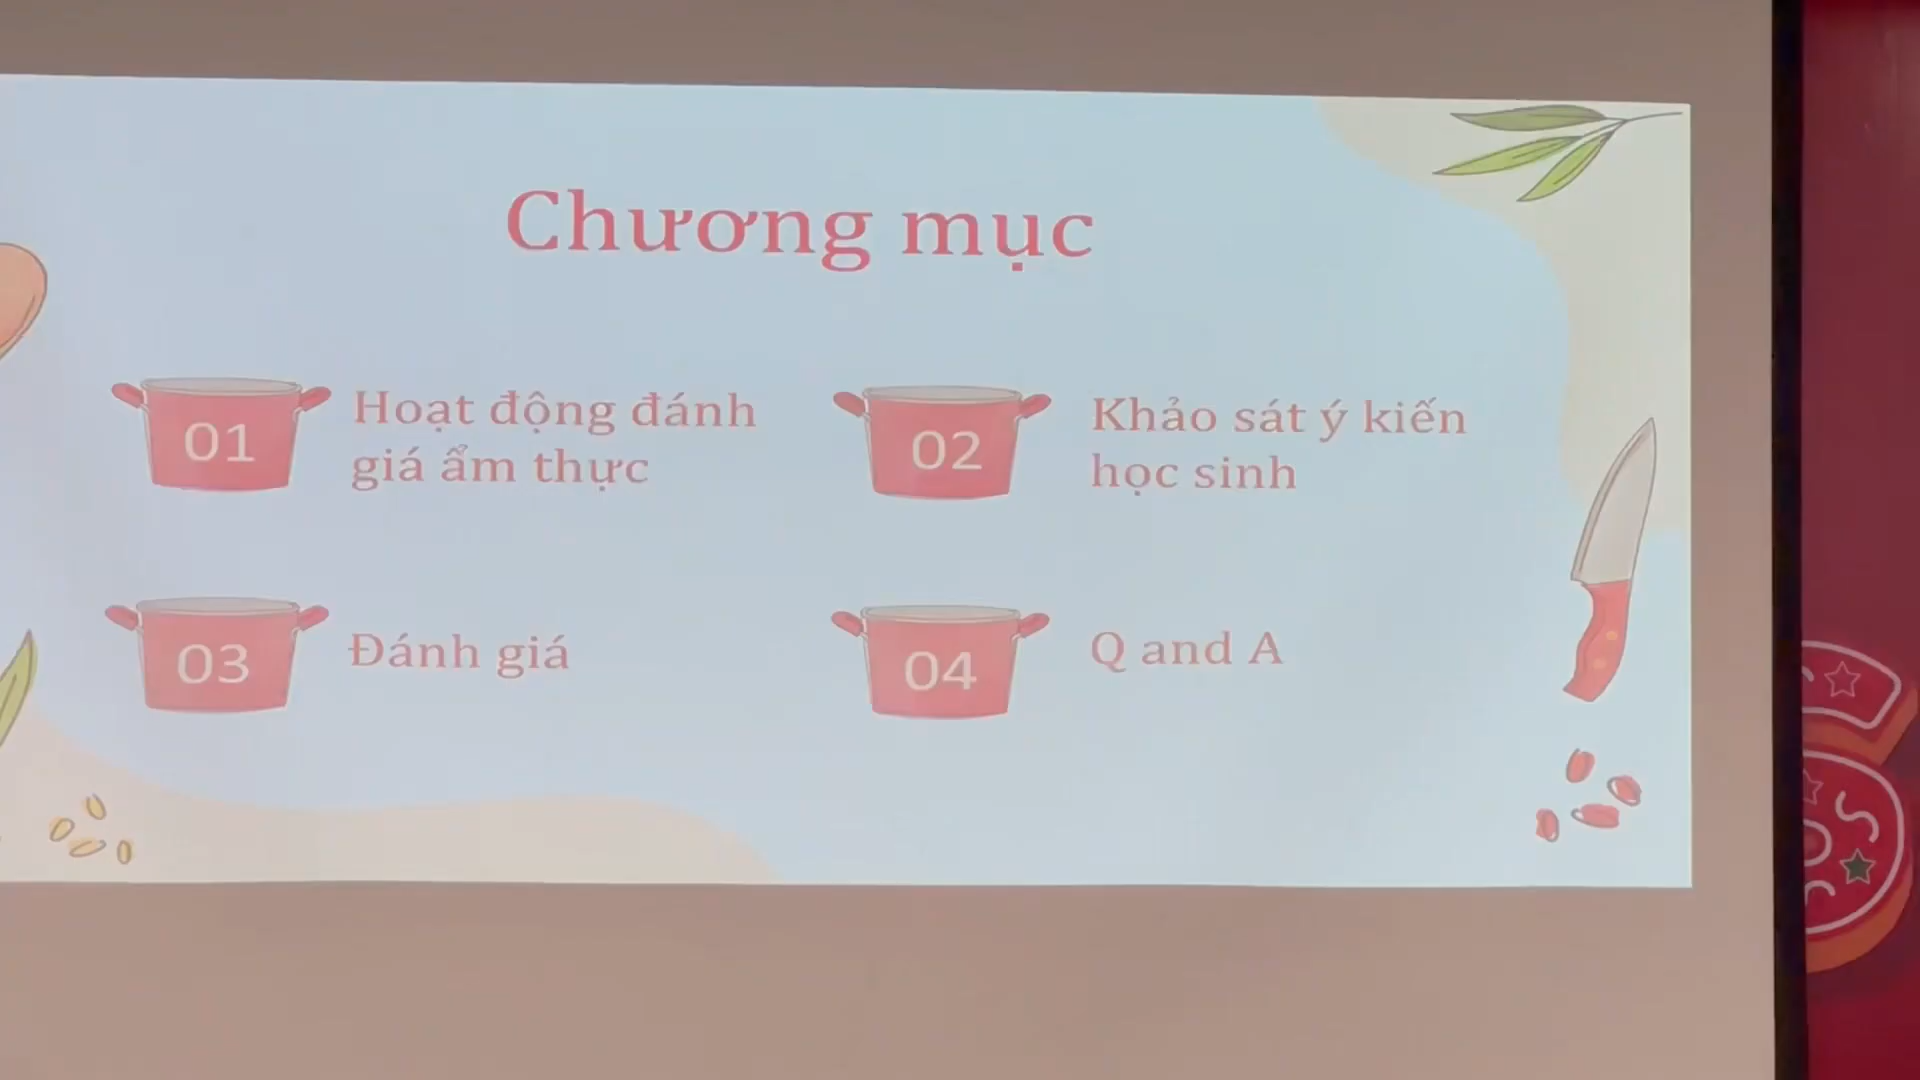 Chương mục
01
Hoạt động đánh
giá ẩm thực
02
Khảo sát ý kiến
học sinh
03
Đánh giá
04
Q and A